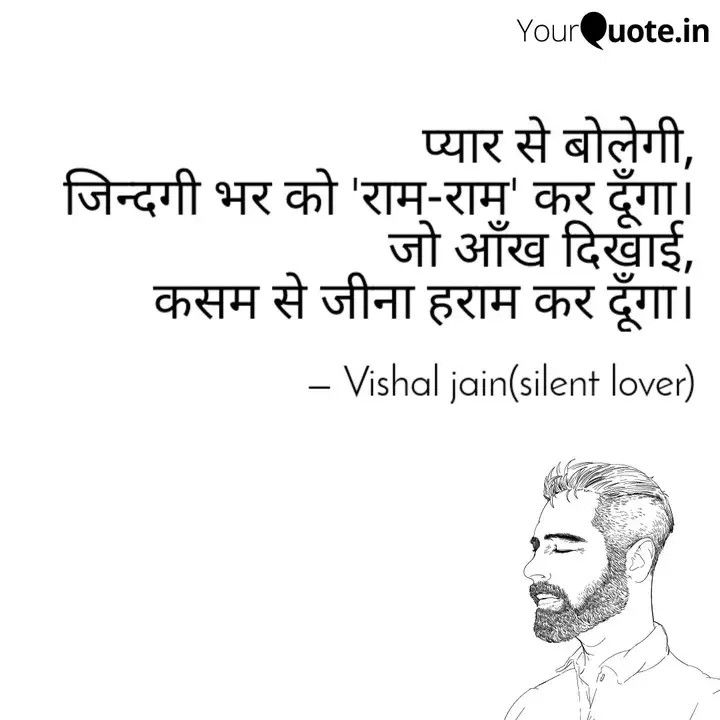 YourQuote.in
प्यार से बोलेगी,
जिन्दगी भर को 'राम-राम' कर दूँगा।
जो आँख दिखाई,
कसम से जीना हराम कर दूँगा।
– Vishal jain(silent lover)